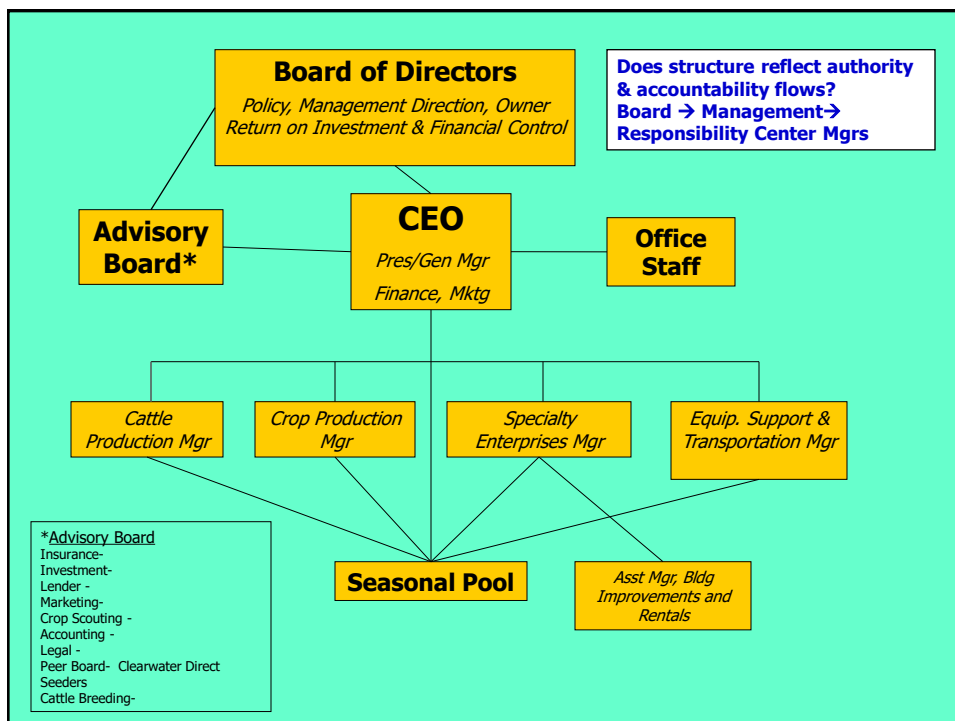 Board of Directors
Policy, Management Direction, Owner
Return on Investment & Financial Control
Does structure reflect authority
& accountability flows?
Board → Management→
Responsibility Center Mgrs
Advisory
Board*
CEO
Pres/Gen Mgr
Finance, Mktg
Office
Staff
Cattle
Production Mgr
Crop Production
Mgr
Specialty
Enterprises Mgr
Equip. Support &
Transportation Mgr
*Advisory Board
Insurance-
Investment-
Lender -
Marketing-
Crop Scouting -
Accounting -
Legal -
Peer Board- Clearwater Direct
Seeders
Cattle Breeding-
Seasonal Pool
Asst Mgr, Bldg
Improvements and
Rentals